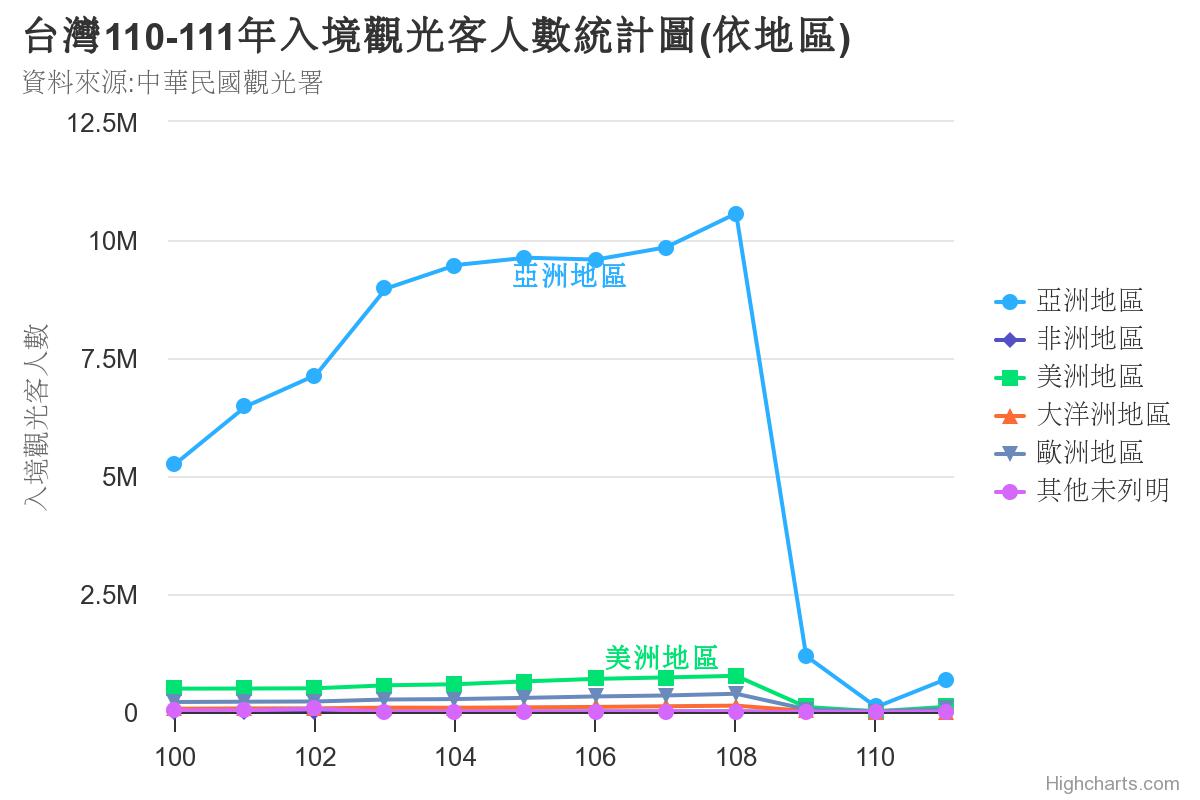 台灣110-111年入境觀光客人數統計圖(依地區)
資料來源:中華民國觀光署
入境觀光客人數
12.5M
10M
7.5M
5M
2.5M
0
亞洲地區
美洲地區
100
102
104
106
108
110
亞洲地區
非洲地區
美洲地區
大洋洲地區
歐洲地區
其他未列明
Highcharts.com